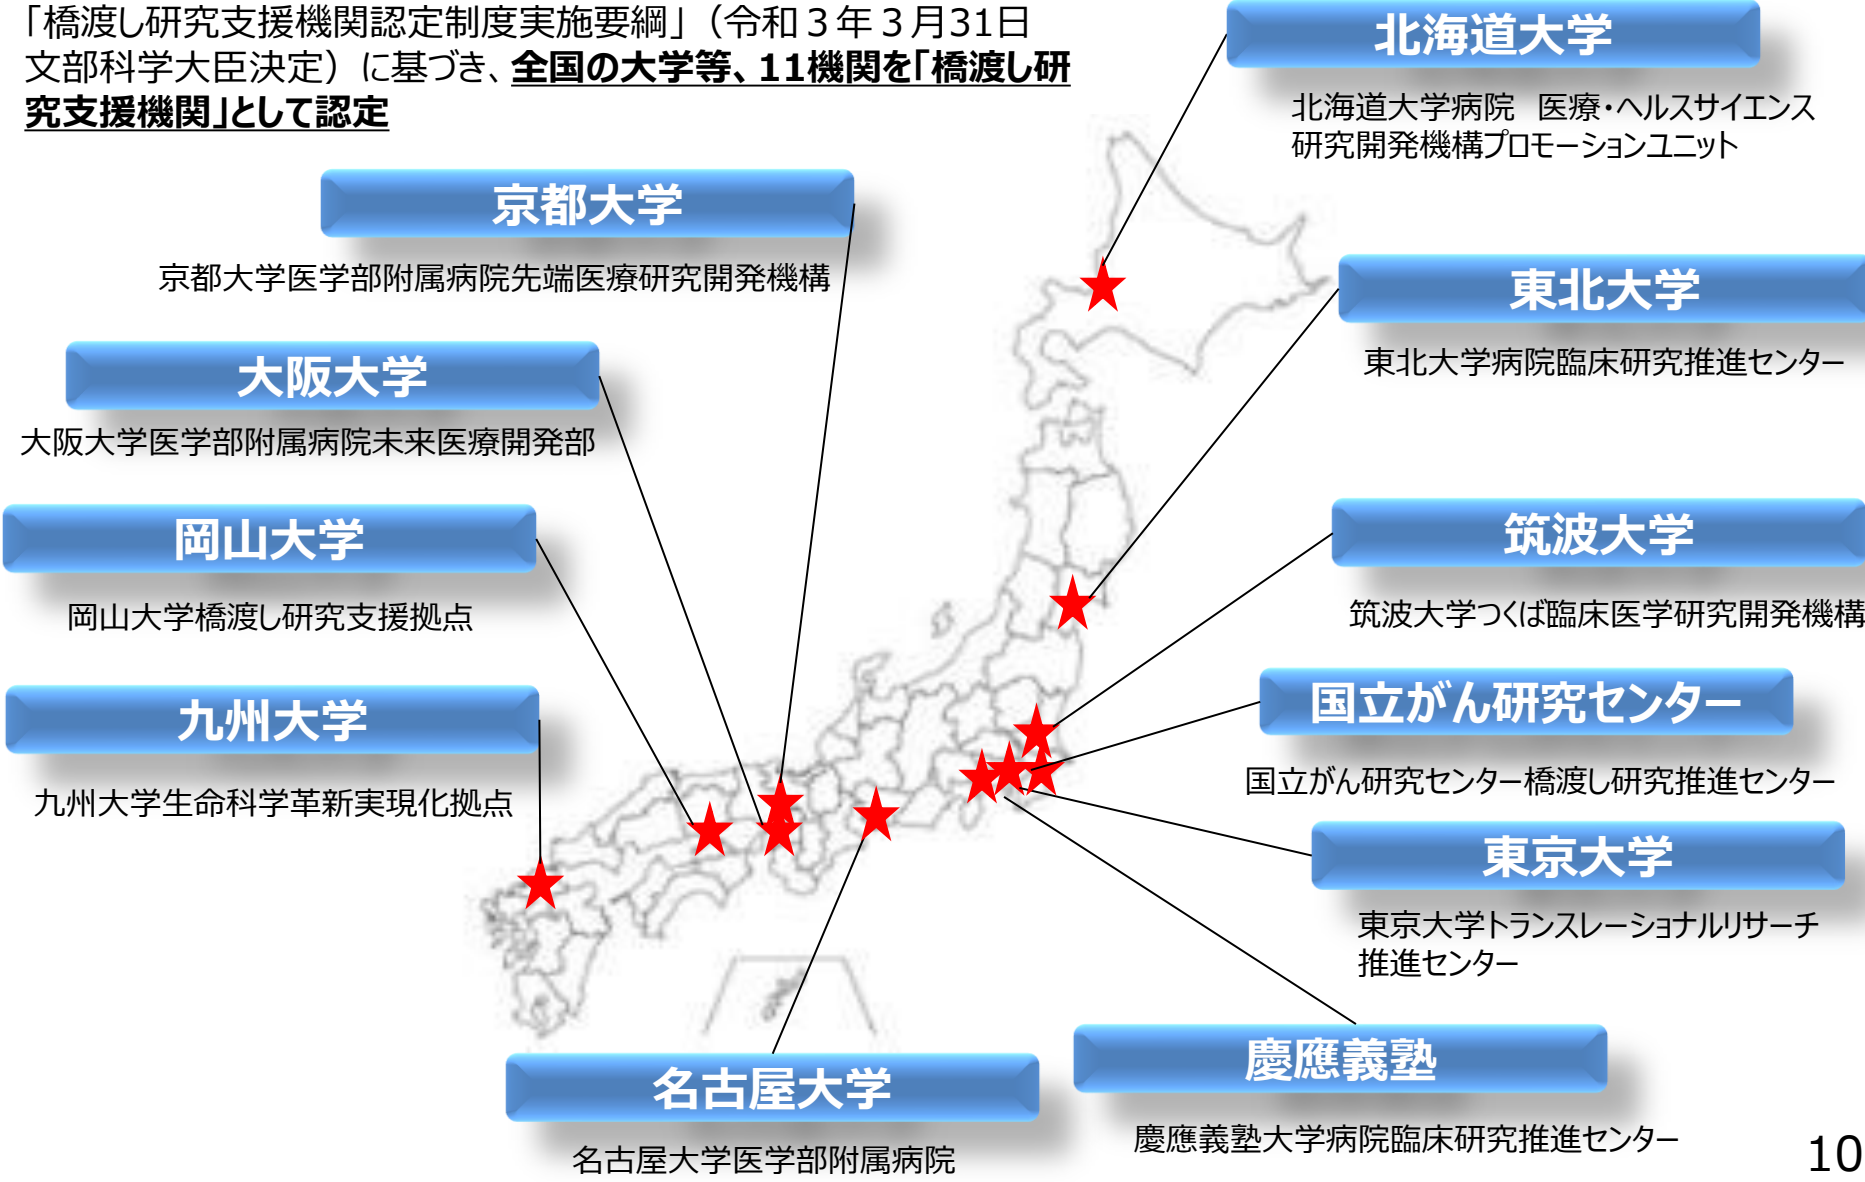 「橋渡し研究支援機関認定制度実施要綱」（令和３年３月31日
文部科学大臣決定）に基づき、全国の大学等、11機関を「橋渡し研
究支援機関」として認定
北海道大学
北海道大学病院　医療・ヘルスサイエンス
研究開発機構プロモーションユニット
京都大学
京都大学医学部附属病院先端医療研究開発機構
東北大学
東北大学病院臨床研究推進センター
大阪大学
大阪大学医学部附属病院未来医療開発部
岡山大学
岡山大学橋渡し研究支援拠点
筑波大学
筑波大学つくば臨床医学研究開発機構
九州大学
九州大学生命科学革新実現化拠点
国立がん研究センター
国立がん研究センター橋渡し研究推進センター
東京大学
東京大学トランスレーショナルリサーチ
推進センター
慶應義塾
慶應義塾大学病院臨床研究推進センター
名古屋大学
名古屋大学医学部附属病院
10